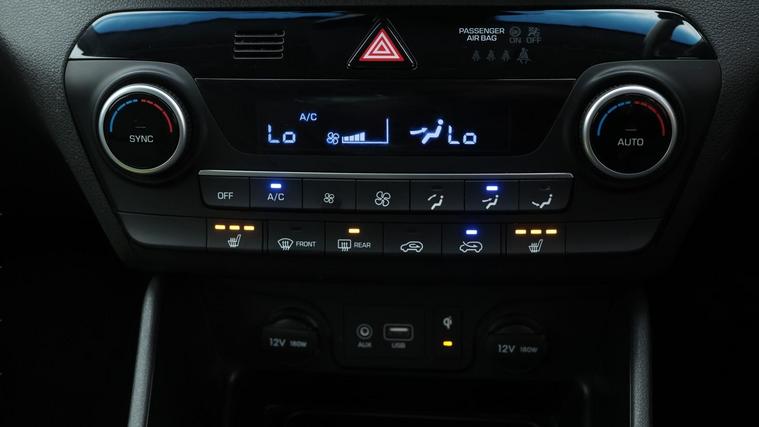 PASSENGER
AIR BAG
ON OFF
A/C
Lo
Lo
SYNC
AUTO
OFF
A/C
FRONT
REAR
12V 180W
AUX
USB
12V 180W